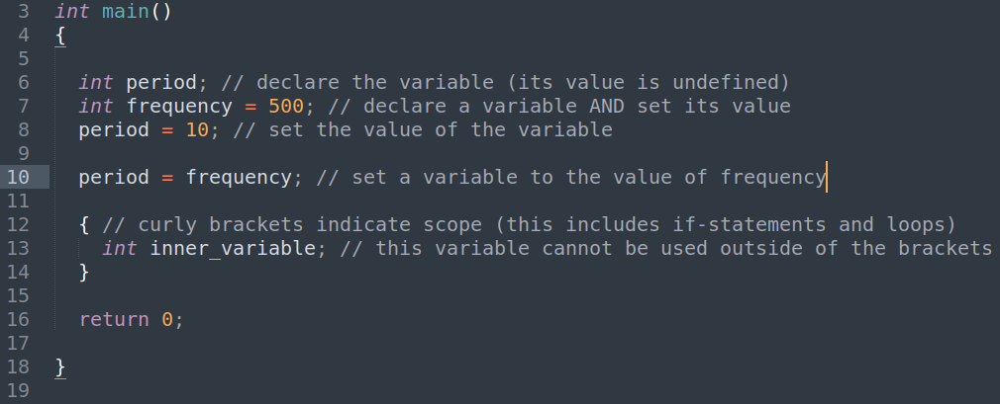 3 int main()
4 {
5
6 int period; // declare the variable (its value is undefined)
7 int frequency = 500; // declare a variable AND set its value
8 period = 10; // set the value of the variable
9
10 period = frequency; // set a variable to the value of frequency
11
12 { // curly brackets indicate scope (this includes if-statements and loops)
13 int inner_variable; // this variable cannot be used outside of the brackets
14 }
15
16 return 0;
17
18 }
19